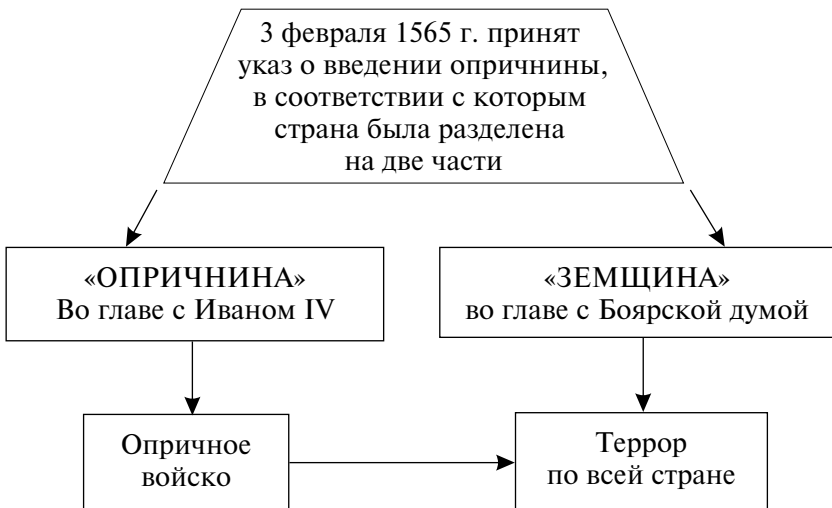 3 февраля 1565 г. принят
указ о введении опричнины,
в соответствии с которым
страна была разделена
на две части
«ОПРИЧНИНА»
Во главе с Иваном IV
«ЗЕМЩИНА»
во главе с Боярской думой
Опричное
войско
Террор
по всей стране